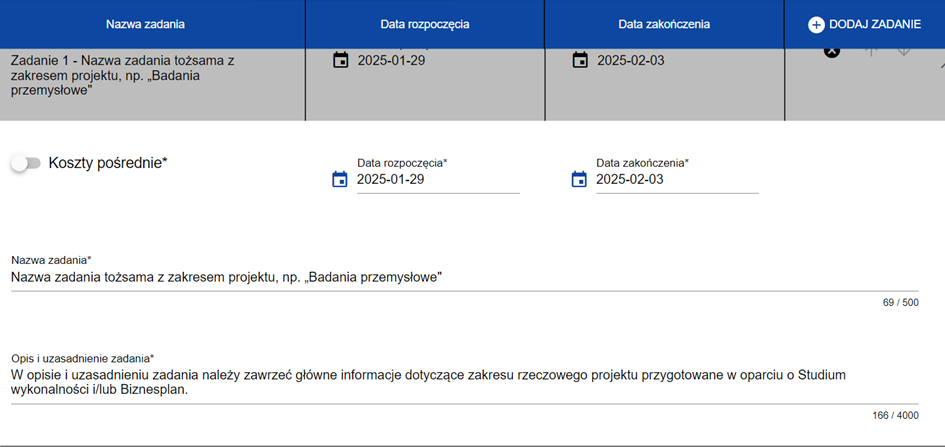 Nazwa zadania
Data rozpoczęcia
Data zakończenia
DODAJ ZADANIE
Zadanie 1 - Nazwa zadania tożsama z
zakresem projektu, np. „Badania
przemysłowe"
2025-01-29
2025-02-03
Koszty pośrednie*
Data rozpoczęcia*
2025-01-29
Data zakończenia*
2025-02-03
Nazwa zadania*
Nazwa zadania tożsama z zakresem projektu, np. „Badania przemysłowe"
69 / 500
Opis i uzasadnienie zadania*
W opisie i uzasadnieniu zadania należy zawrzeć główne informacje dotyczące zakresu rzeczowego projektu przygotowane w oparciu o Studium
wykonalności i/lub Biznesplan.
166 / 4000